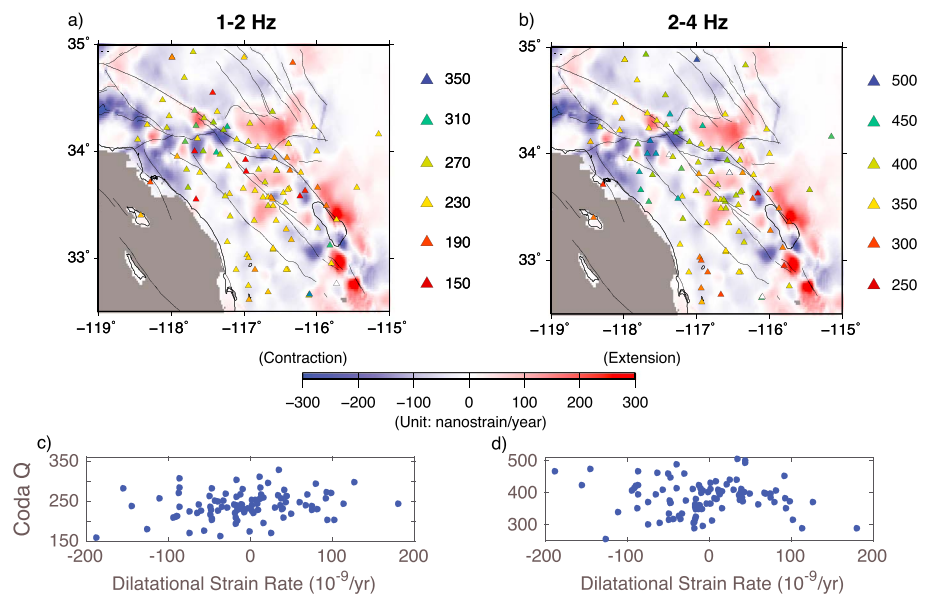 a) 1-2 Hz
b) 2-4 Hz
35˚
34˚
33˚
−119˚ −118˚ −117˚ −116˚ −115˚
350
310
270
230
190
150
35˚
34˚
33˚
−119˚ −118˚ −117˚ −116˚ −115˚
500
450
400
350
300
250
(Contraction) (Extension)
−300 −200 −100 0 100 200 300
(Unit: nanostrain/year)
c)
Coda Q
350
250
150
-200 -100 0 100 200
Dilatational Strain Rate (10-9/yr)
d)
500
400
300
-200 -100 0 100 200
Dilatational Strain Rate (10-9/yr)